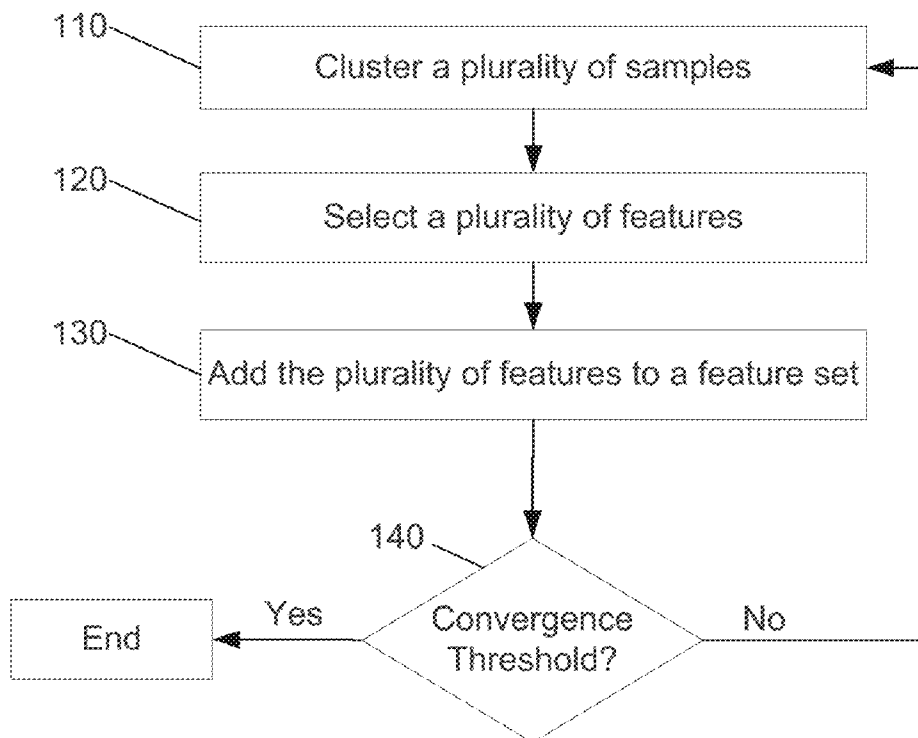 110
Cluster a plurality of samples
120
Select a plurality of features
130
Add the plurality of features to a feature set
140
Convergence
Threshold?
Yes
No
End